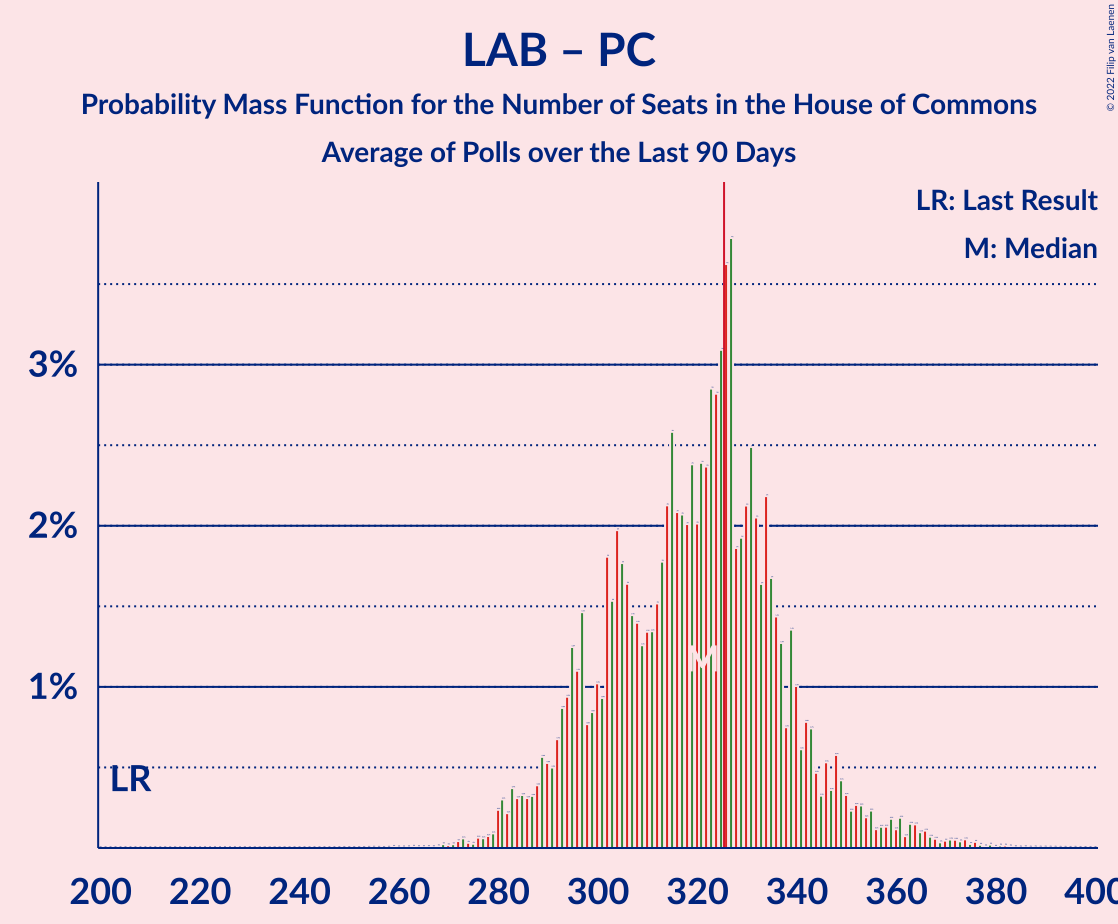 LAB – PC
Probability Mass Function for the Number of Seats in the House of Commons
Average of Polls over the Last 90 Days
© 2022 Filip van Laenen
LR: Last Result
M: Median
3%
2%
1%
M
LR
200 220 240 260 280 300 320 340 360 380 400